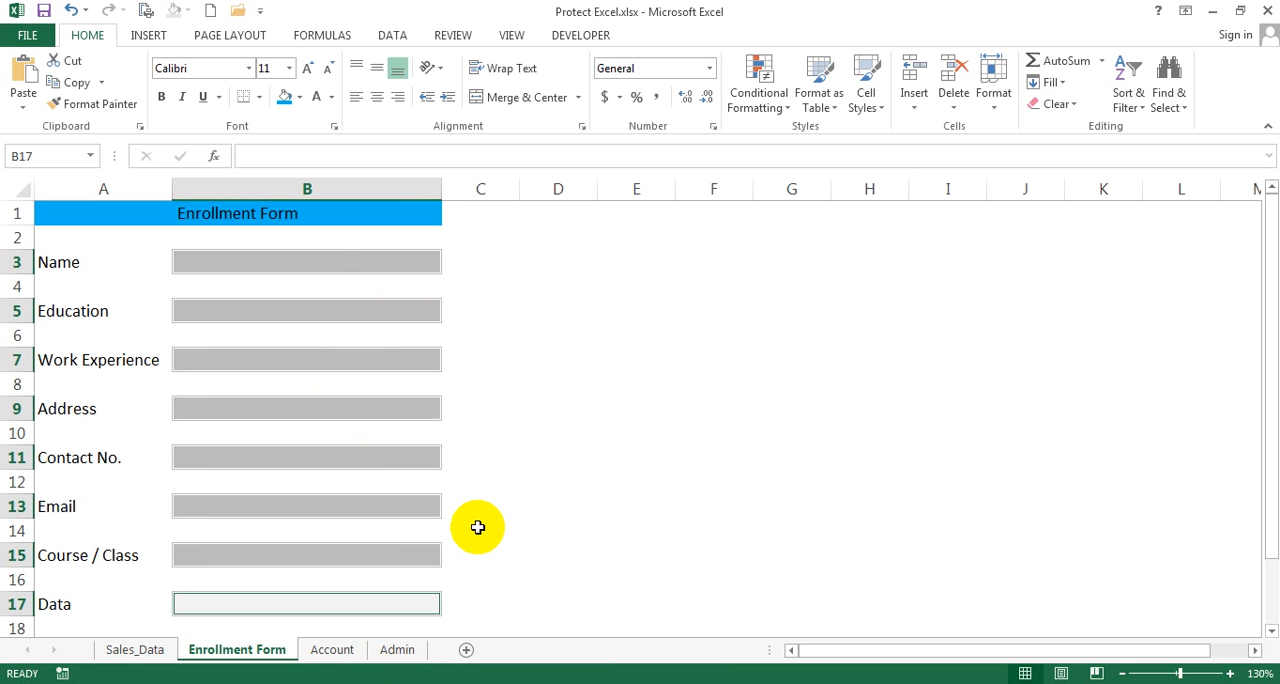 Protect Excel.xlsx - Microsoft Excel
?
FILE HOME INSERT PAGE LAYOUT FORMULAS DATA REVIEW VIEW DEVELOPER
Sign in
Paste
Cut
Copy
Format Painter
Clipboard
Calibri 11
B I U
Font
Wrap Text
Merge & Center
Alignment
General
$ % ,
Number
Conditional
Formatting
Format as
Table
Cell
Styles
Styles
Insert Delete Format
Cells
AutoSum
Fill
Clear
Sort &
Filter
Find &
Select
Editing
B17
fx
A B C D E F G H I J K L M
1 Enrollment Form
2
3 Name
4
5 Education
6
7 Work Experience
8
9 Address
10
11 Contact No.
12
13 Email
14
15 Course / Class
16
17 Data
18
Sales_Data Enrollment Form Account Admin
READY
130%